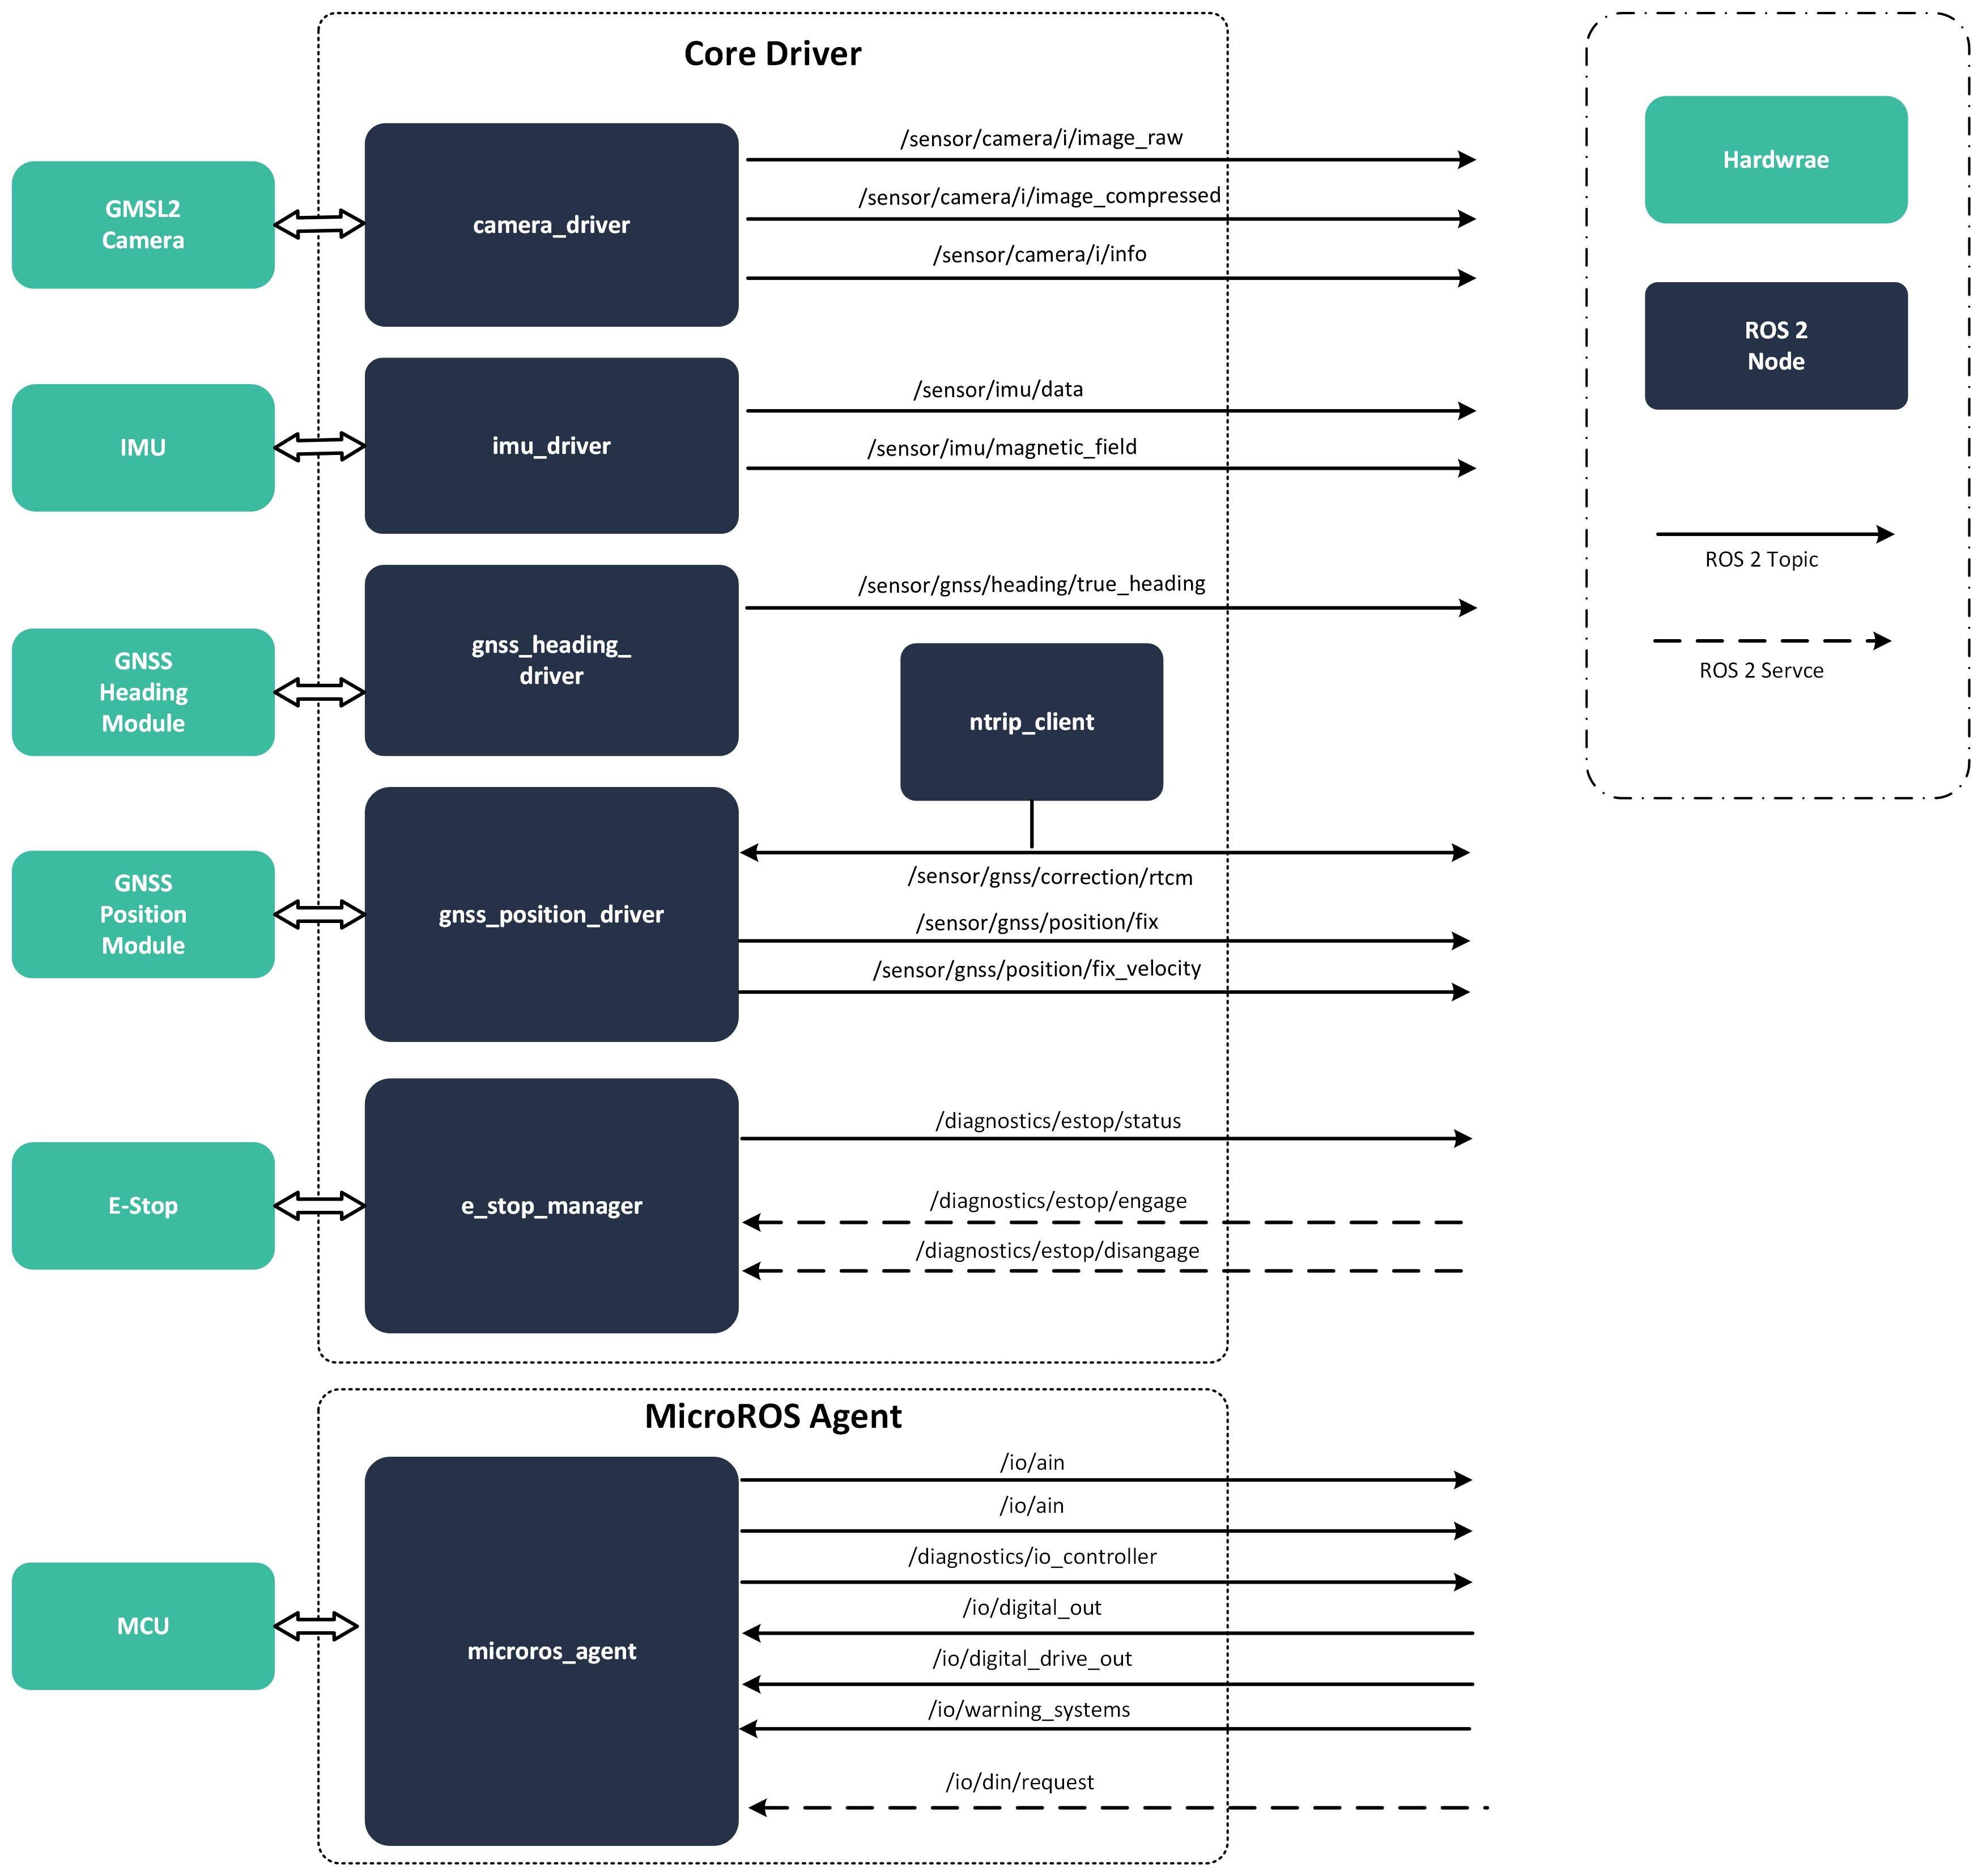 Core Driver
GMSL2
Camera
camera_driver
/sensor/camera/i/image_raw
/sensor/camera/i/image_compressed
/sensor/camera/i/info
IMU
imu_driver
/sensor/imu/data
/sensor/imu/magnetic_field
GNSS
Heading
Module
gnss_heading_
driver
/sensor/gnss/heading/true_heading
ntrip_client
GNSS
Position
Module
gnss_position_driver
/sensor/gnss/correction/rtcm
/sensor/gnss/position/fix
/sensor/gnss/position/fix_velocity
E-Stop
e_stop_manager
/diagnostics/estop/status
/diagnostics/estop/engage
/diagnostics/estop/disangage
MicroROS Agent
MCU
microros_agent
/io/ain
/io/ain
/diagnostics/io_controller
/io/digital_out
/io/digital_drive_out
/io/warning_systems
/io/din/request
Hardwrae
ROS 2
Node
ROS 2 Topic
ROS 2 Servce